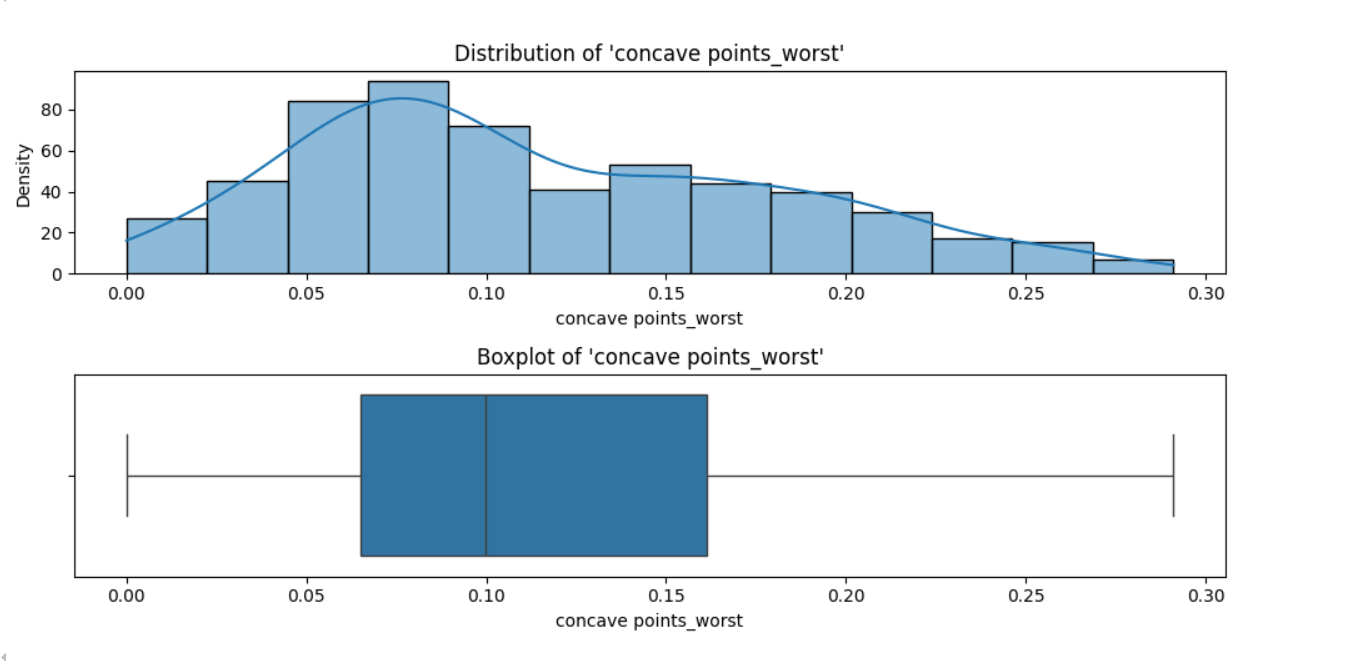 Distribution of 'concave points_worst'
Density
80
60
40
20
0
0.00 0.05 0.10 0.15 0.20 0.25 0.30
concave points_worst
Boxplot of 'concave points_worst'
0.00 0.05 0.10 0.15 0.20 0.25 0.30
concave points_worst